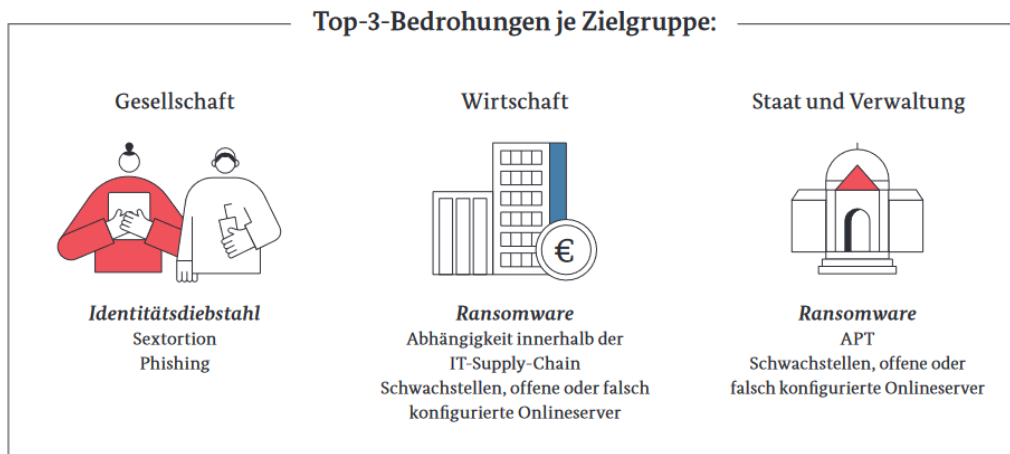 Top-3-Bedrohungen je Zielgruppe:
Gesellschaft
Identitätsdiebstahl
Sextortion
Phishing
Wirtschaft
€
Ransomware
Abhängigkeit innerhalb der
IT-Supply-Chain
Schwachstellen, offene oder falsch
konfigurierte Onlineserver
Staat und Verwaltung
Ransomware
APT
Schwachstellen, offene oder
falsch konfigurierte Onlineserver